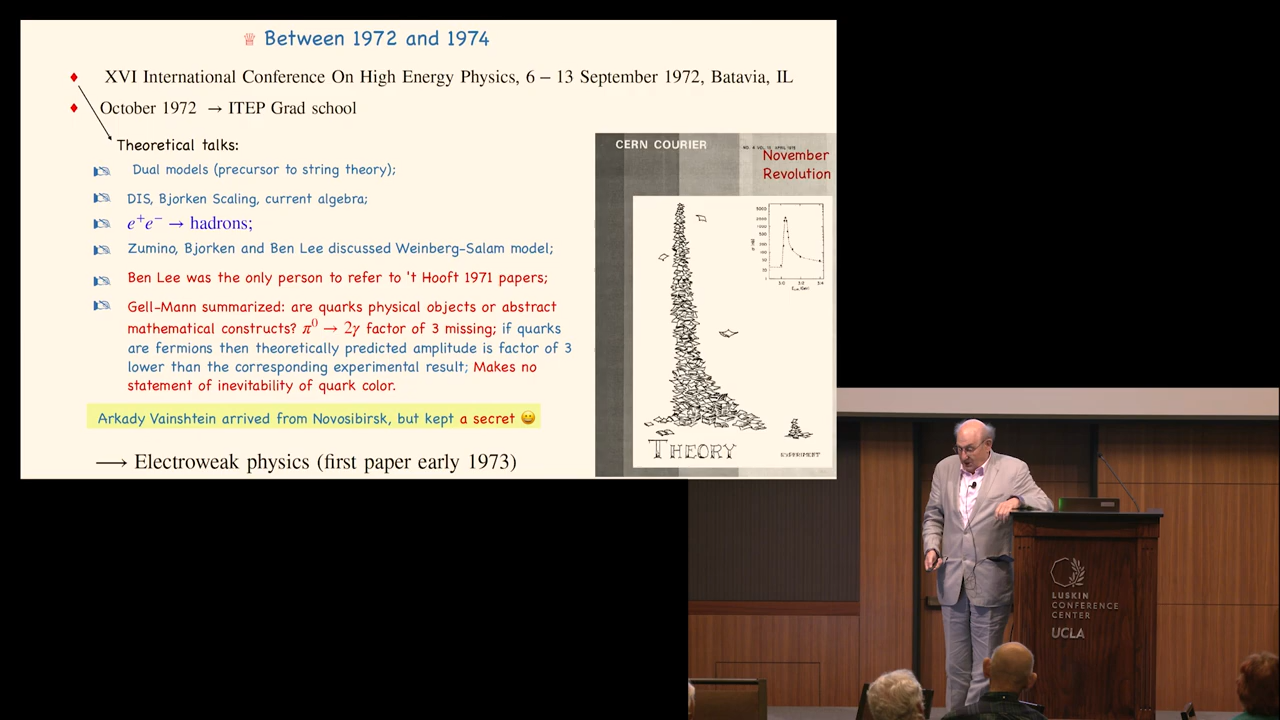 Between 1972 and 1974
XVI International Conference On High Energy Physics, 6 – 13 September 1972, Batavia, IL
October 1972 → ITEP Grad school
Theoretical talks:
Dual models (precursor to string theory);
DIS, Bjorken Scaling, current algebra;
e⁺e⁻ → hadrons;
Zumino, Bjorken and Ben Lee discussed Weinberg-Salam model;
Ben Lee was the only person to refer to 't Hooft 1971 papers;
Gell-Mann summarized: are quarks physical objects or abstract
mathematical constructs? π⁰ → 2γ factor of 3 missing; if quarks
are fermions then theoretically predicted amplitude is factor of 3
lower than the corresponding experimental result; Makes no
statement of inevitability of quark color.
Arkady Vainshtein arrived from Novosibirsk, but kept a secret 😀
⟶ Electroweak physics (first paper early 1973)
CERN COURIER
November
Revolution
THEORY
EXPERIMENT
LUSKIN
CONFERENCE
CENTER
UCLA